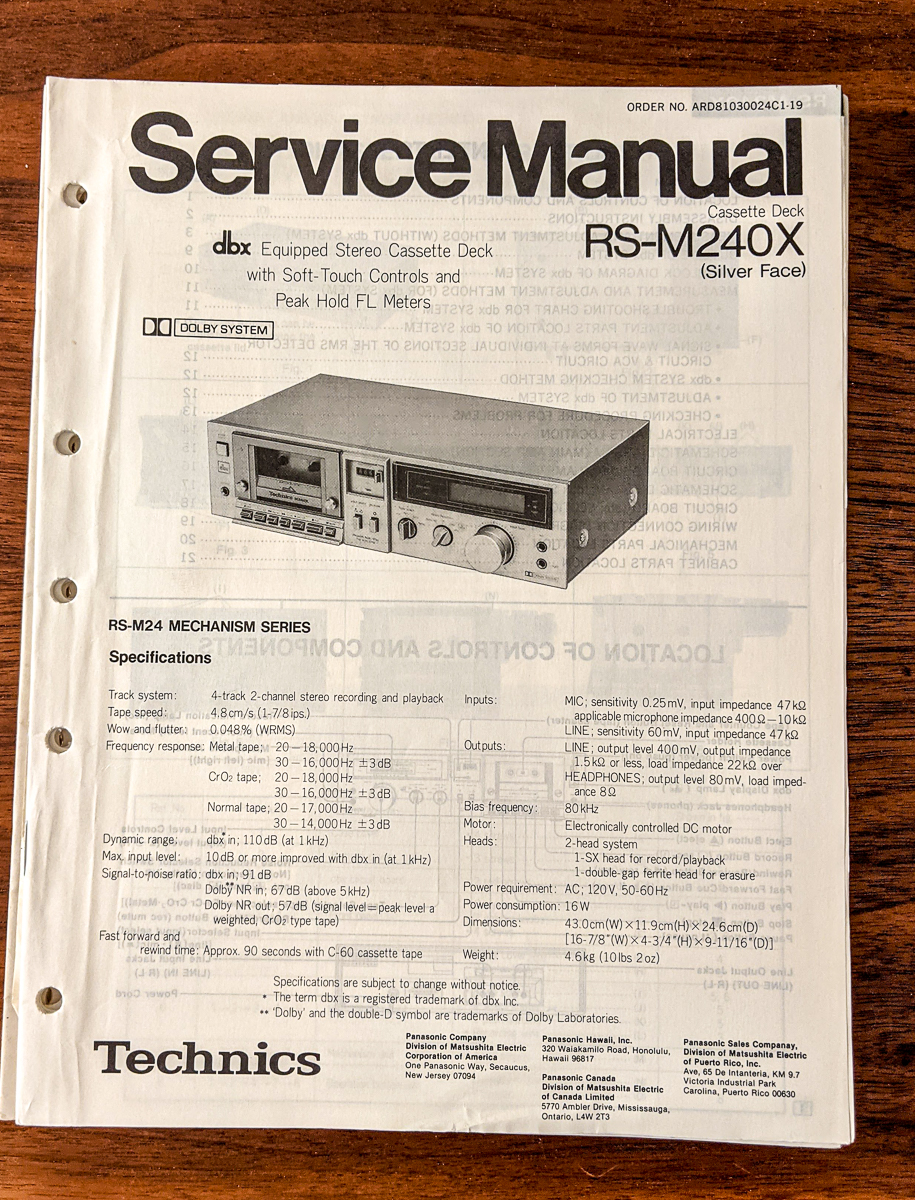 ORDER NO. ARD81030024C1-19
Service Manual
Cassette Deck
RS-M240X
(Silver Face)
dbx Equipped Stereo Cassette Deck
with Soft-Touch Controls and
Peak Hold FL Meters
DOLBY SYSTEM
Technics
RS-M24 MECHANISM SERIES
Specifications
Track system: 4-track 2-channel stereo recording and playback
Tape speed: 4.8cm/s (1-7/8ips.)
Wow and flutter: 0.048% (WRMS)
Frequency response: Metal tape; 20—18,000Hz
30—16,000Hz ±3dB
CrO₂ tape; 20—18,000Hz
30—16,000Hz ±3dB
Normal tape; 20—17,000Hz
30—14,000Hz ±3dB
Dynamic range: dbx* in; 110dB (at 1kHz)
Max. input level: 10dB or more improved with dbx in (at 1kHz)
Signal-to-noise ratio: dbx in; 91dB
Dolby** NR in; 67dB (above 5kHz)
Dolby NR out; 57dB (signal level=peak level a
weighted, CrO₂ type tape)
Fast forward and
rewind time: Approx. 90 seconds with C-60 cassette tape
Inputs: MIC; sensitivity 0.25mV, input impedance 47kΩ
applicable microphone impedance 400Ω—10kΩ
LINE; sensitivity 60mV, input impedance 47kΩ
Outputs: LINE; output level 400mV, output impedance
1.5kΩ or less, load impedance 22kΩ over
HEADPHONES; output level 80mV, load imped-
ance 8Ω
Bias frequency: 80kHz
Motor: Electronically controlled DC motor
Heads: 2-head system
1-SX head for record/playback
1-double-gap ferrite head for erasure
Power requirement: AC; 120V, 50-60Hz
Power consumption: 16W
Dimensions: 43.0cm(W)×11.9cm(H)×24.6cm(D)
[16-7/8"(W)×4-3/4"(H)×9-11/16"(D)]
Weight: 4.6kg (10lbs 2oz)
Specifications are subject to change without notice.
* The term dbx is a registered trademark of dbx Inc.
** 'Dolby' and the double-D symbol are trademarks of Dolby Laboratories.
Technics
Panasonic Company
Division of Matsushita Electric
Corporation of America
One Panasonic Way, Secaucus,
New Jersey 07094
Panasonic Hawaii, Inc.
320 Waiakamilo Road, Honolulu,
Hawaii 96817
Panasonic Canada
Division of Matsushita Electric
of Canada Limited
5770 Ambler Drive, Mississauga,
Ontario, L4W 2T3
Panasonic Sales Companay,
Division of Matsushita Electric
of Puerto Rico, Inc.
Ave, 65 De Intanteria, KM 9.7
Victoria Industrial Park
Carolina, Puerto Rico 00630